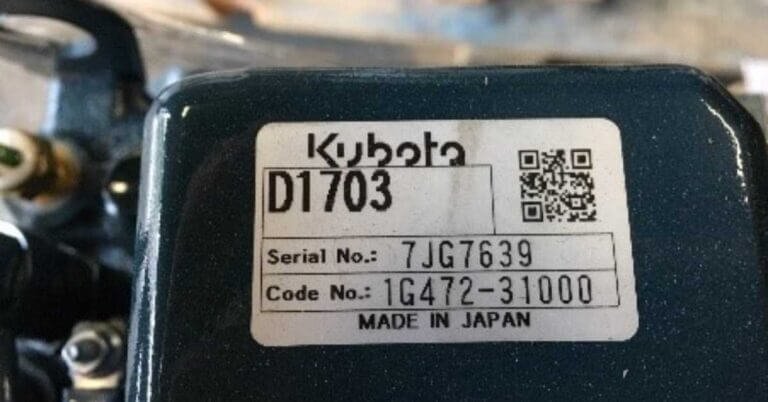 Kubota
D1703
Serial No.: 7JG7639
Code No.: 1G472-31000
MADE IN JAPAN